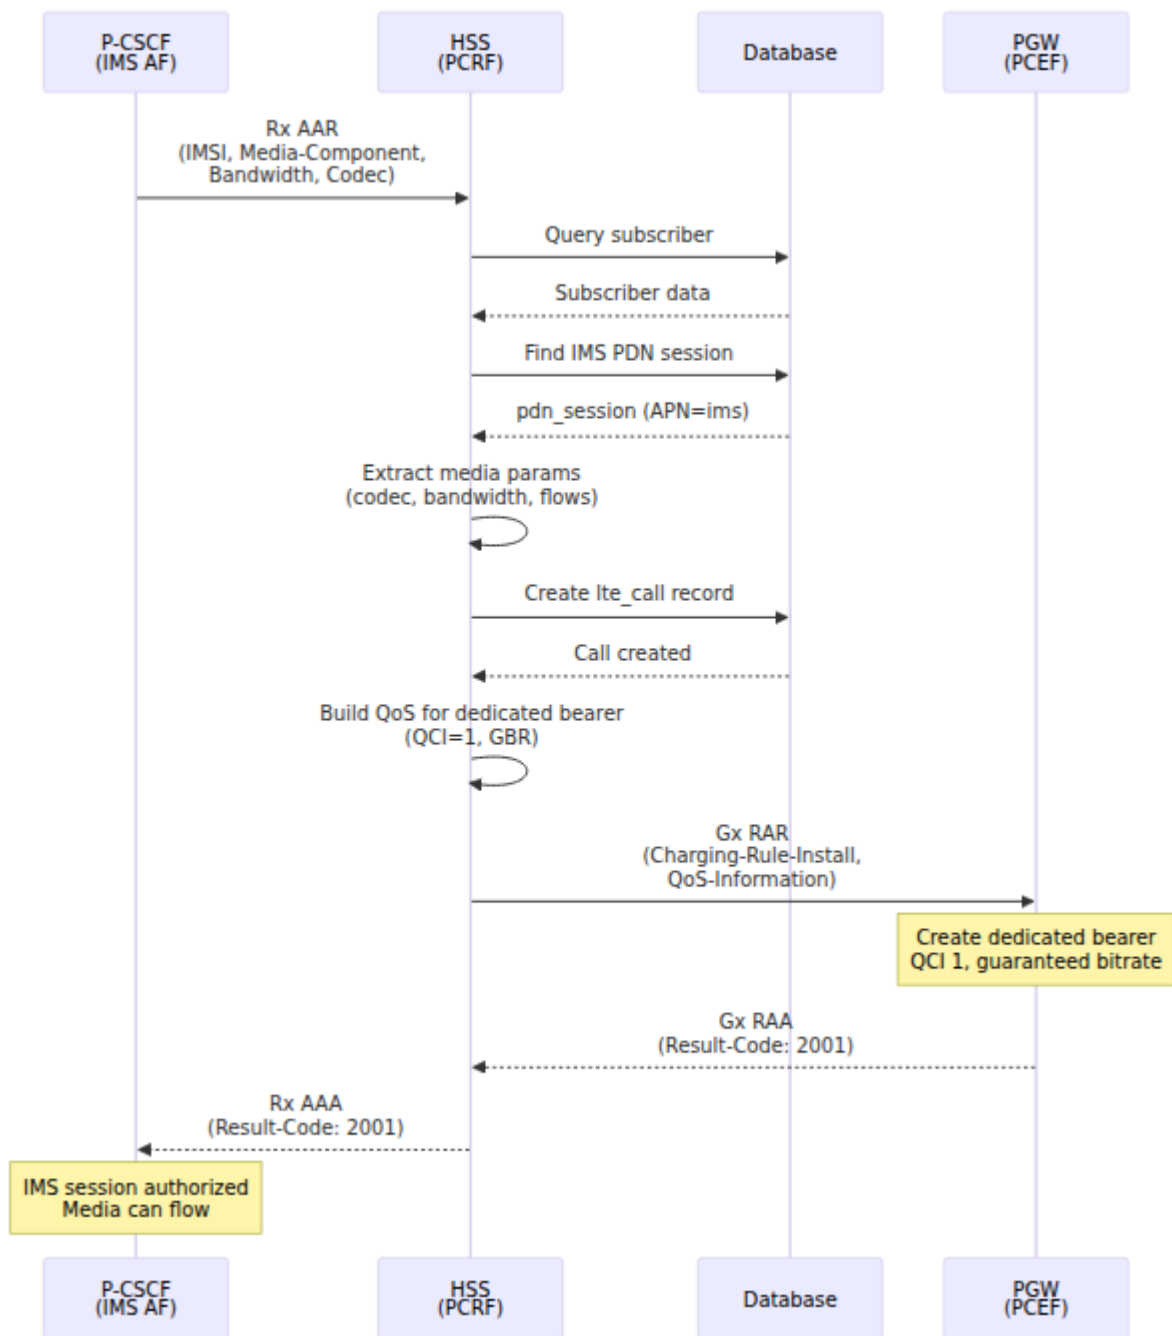 P-CSCF
(IMS AF)
HSS
(PCRF)
Database
PGW
(PCEF)
Rx AAR
(IMSI, Media-Component,
Bandwidth, Codec)
Query subscriber
Subscriber data
Find IMS PDN session
pdn_session (APN=ims)
Extract media params
(codec, bandwidth, flows)
Create lte_call record
Call created
Build QoS for dedicated bearer
(QCI=1, GBR)
Gx RAR
(Charging-Rule-Install,
QoS-Information)
Create dedicated bearer
QCI 1, guaranteed bitrate
Gx RAA
(Result-Code: 2001)
Rx AAA
(Result-Code: 2001)
IMS session authorized
Media can flow
P-CSCF
(IMS AF)
HSS
(PCRF)
Database
PGW
(PCEF)